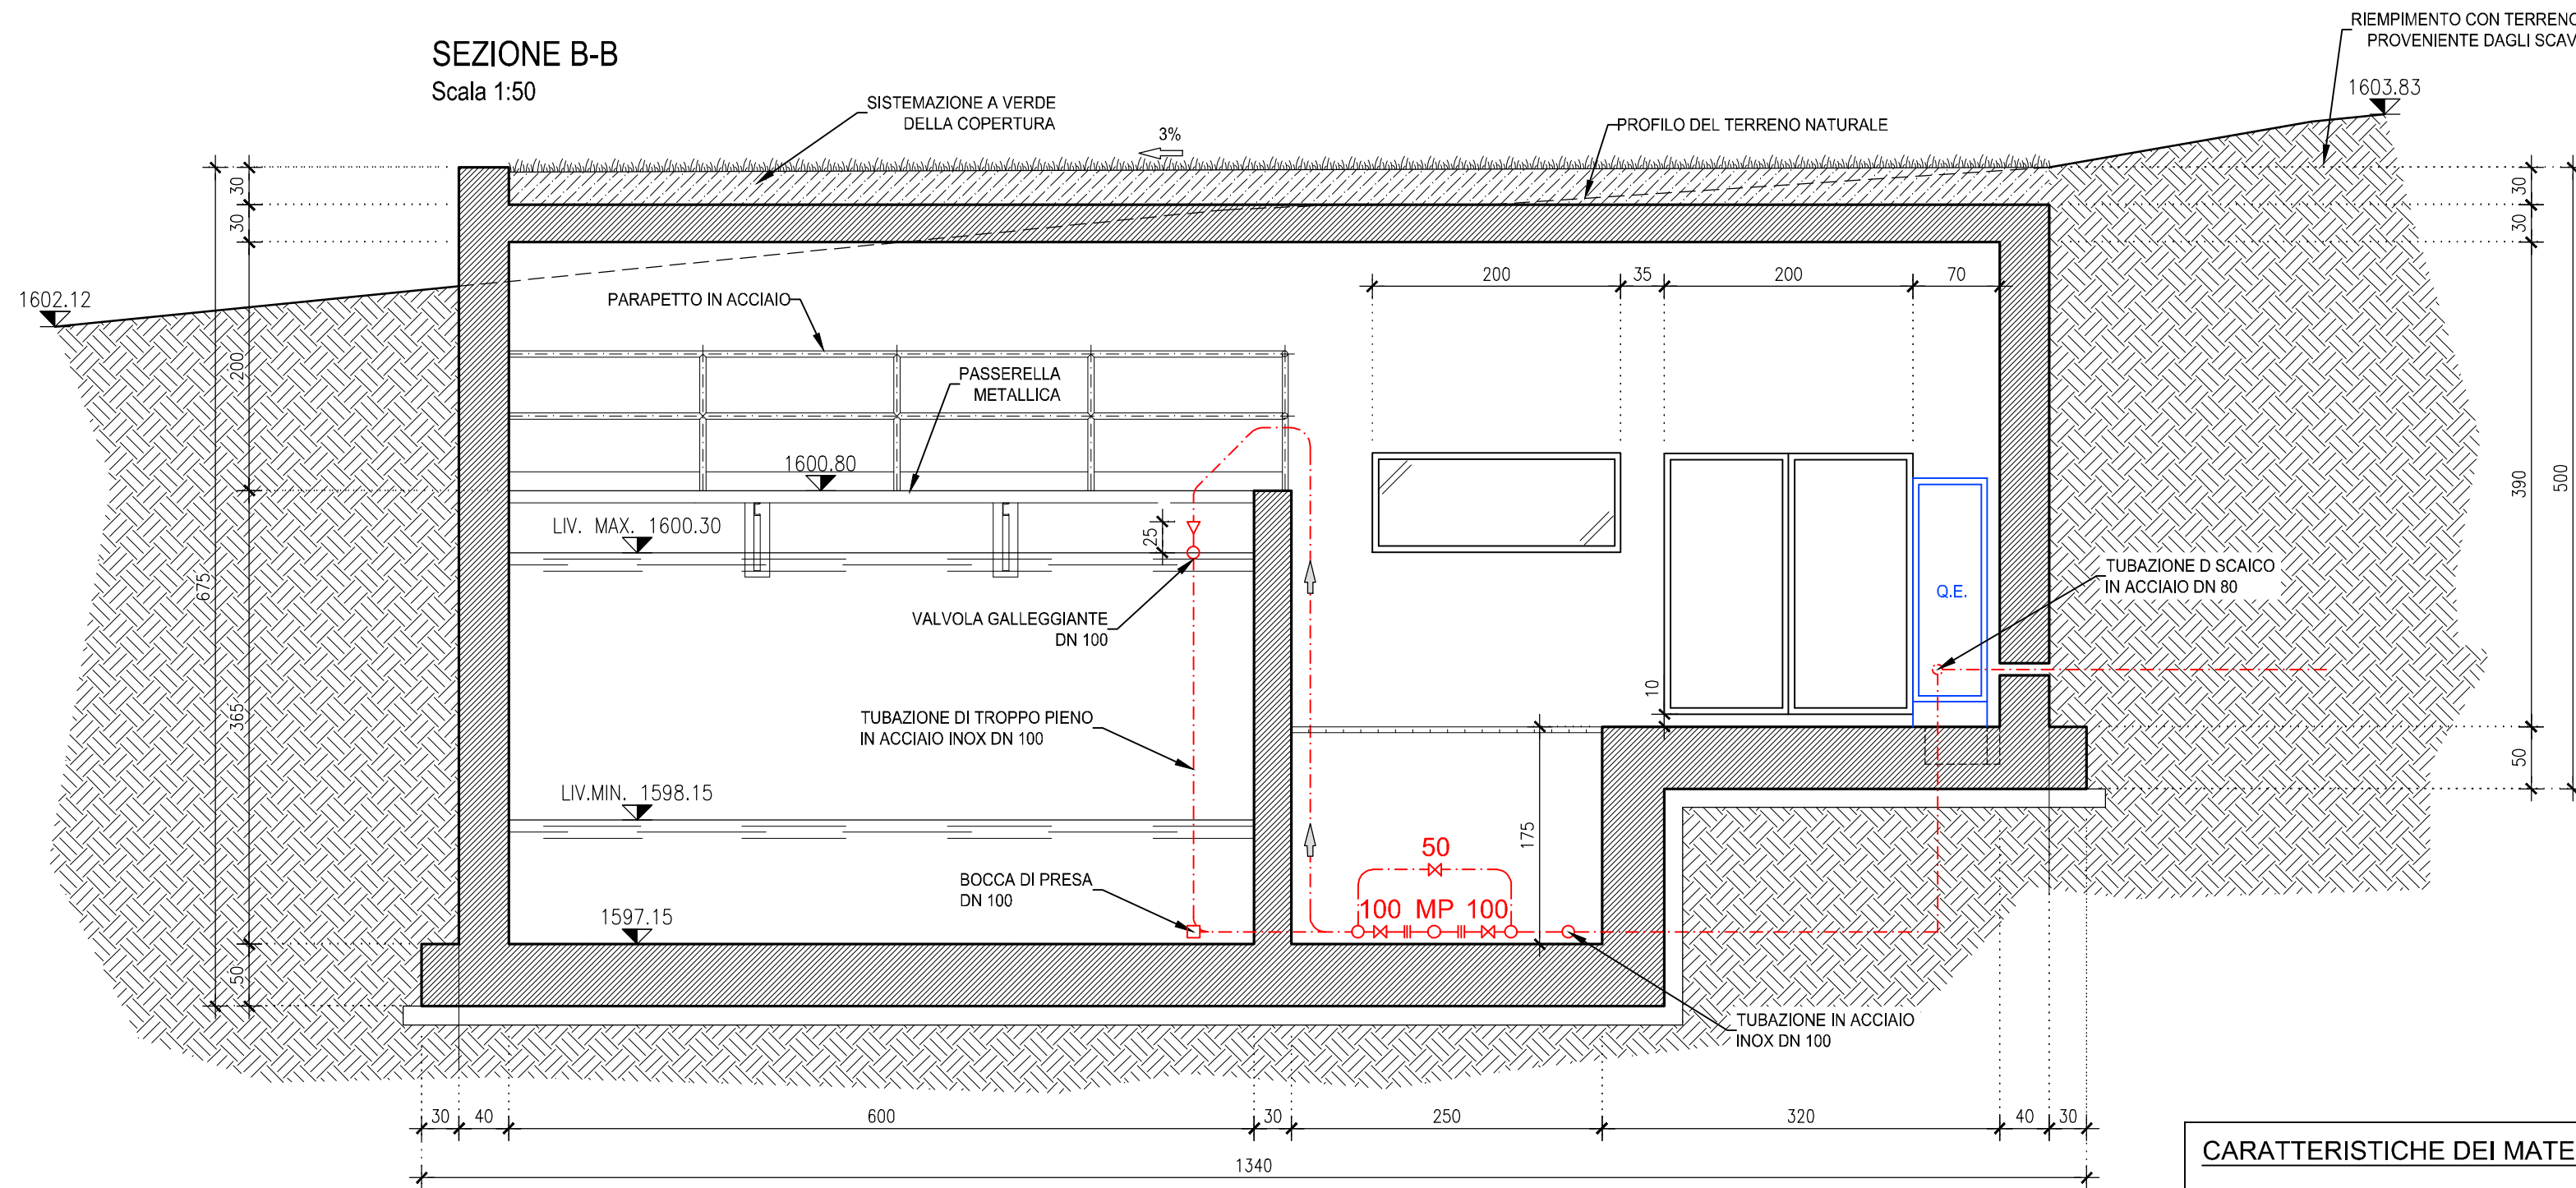 SEZIONE B-B
Scala 1:50
RIEMPIMENTO CON TERRENO
PROVENIENTE DAGLI SCAV
1603.83
SISTEMAZIONE A VERDE
DELLA COPERTURA
3%
PROFILO DEL TERRENO NATURALE
30
30
30
30
1602.12
200
35
200
70
PARAPETTO IN ACCIAIO
200
PASSERELLA
METALLICA
1600.80
390
500
LIV. MAX. 1600.30
25
675
TUBAZIONE D SCAICO
IN ACCIAIO DN 80
Q.E.
VALVOLA GALLEGGIANTE
DN 100
10
365
TUBAZIONE DI TROPPO PIENO
IN ACCIAIO INOX DN 100
50
LIV.MIN. 1598.15
175
50
BOCCA DI PRESA
DN 100
100 MP 100
1597.15
50
TUBAZIONE IN ACCIAIO
INOX DN 100
30 40 600 30 250 320 40 30
1340
CARATTERISTICHE DEI MATE